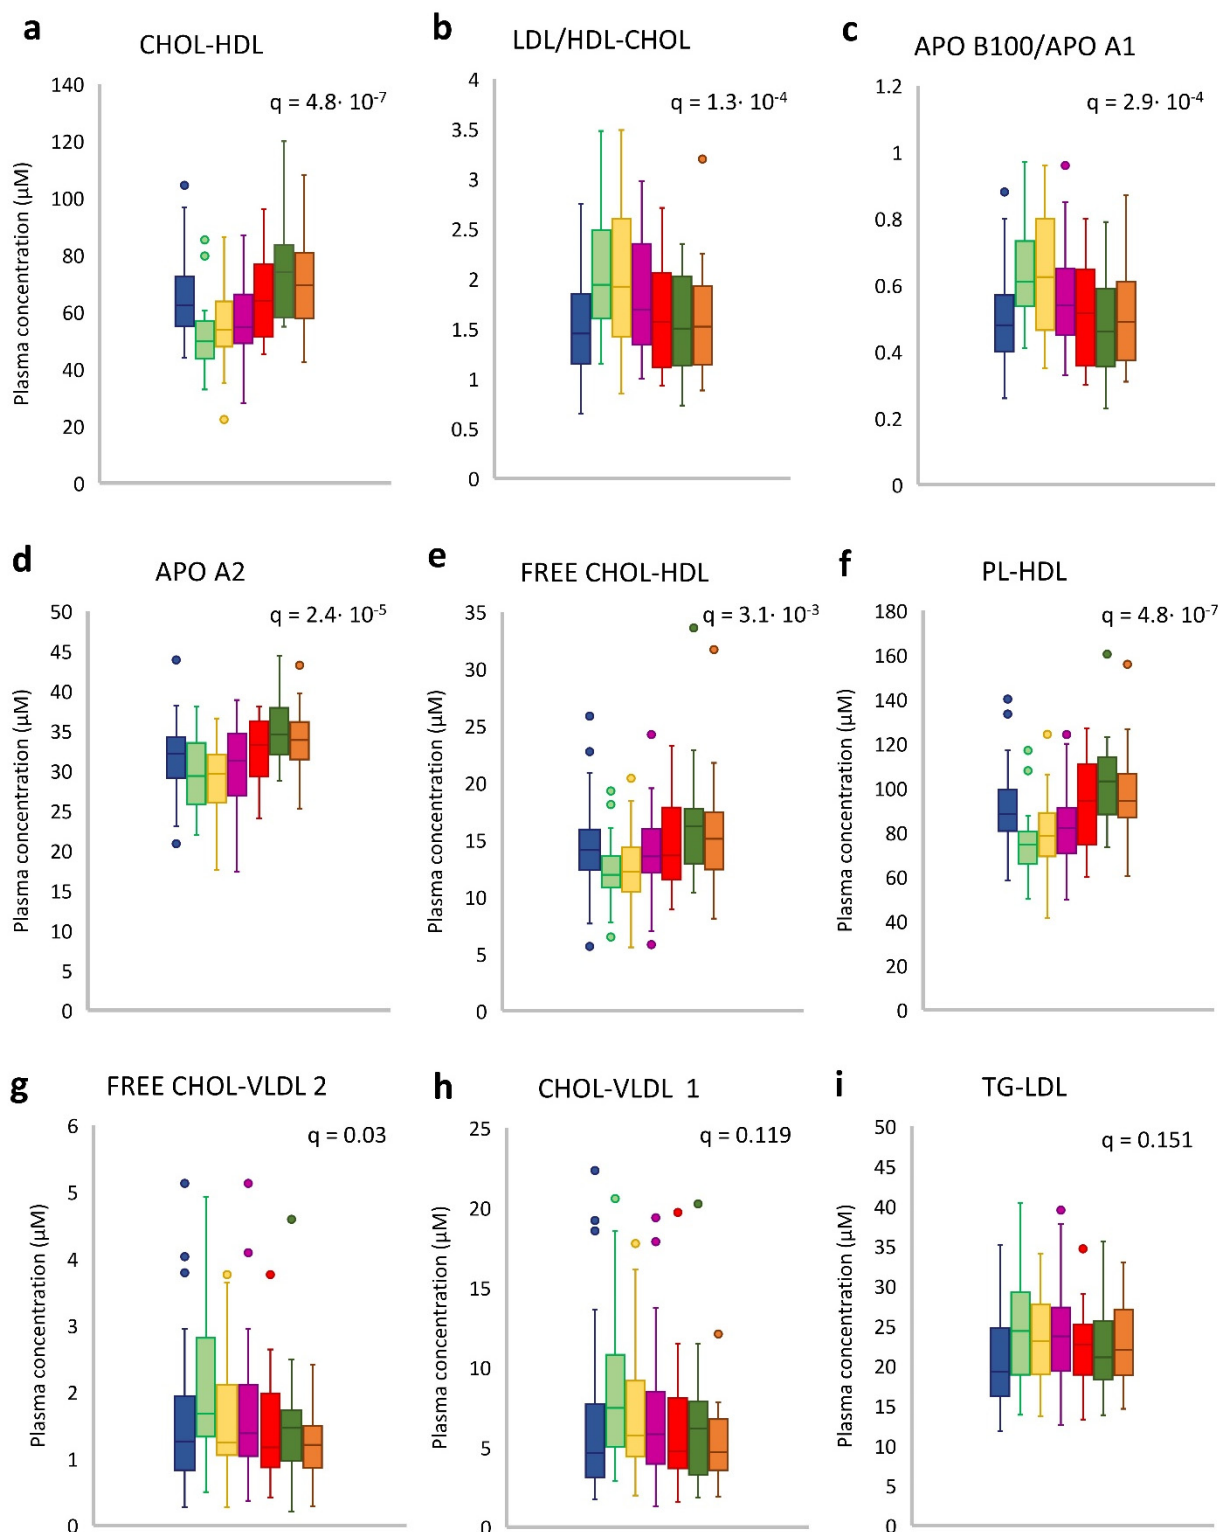 a
CHOL-HDL
q = 4.8· 10-7
Plasma concentration (µM)
140
120
100
80
60
40
20
0
b
LDL/HDL-CHOL
q = 1.3· 10-4
4
3.5
3
2.5
2
1.5
1
0.5
0
c
APO B100/APO A1
q = 2.9· 10-4
1.2
1
0.8
0.6
0.4
0.2
0
d
APO A2
q = 2.4· 10-5
Plasma concentration (µM)
50
45
40
35
30
25
20
15
10
5
0
e
FREE CHOL-HDL
q = 3.1· 10-3
Plasma concentration (µM)
35
30
25
20
15
10
5
0
f
PL-HDL
q = 4.8· 10-7
Plasma concentration (µM)
180
160
140
120
100
80
60
40
20
0
g
FREE CHOL-VLDL 2
q = 0.03
Plasma concentration (µM)
6
5
4
3
2
1
0
h
CHOL-VLDL 1
q = 0.119
Plasma concentration (µM)
25
20
15
10
5
0
i
TG-LDL
q = 0.151
Plasma concentration (µM)
50
45
40
35
30
25
20
15
10
5
0